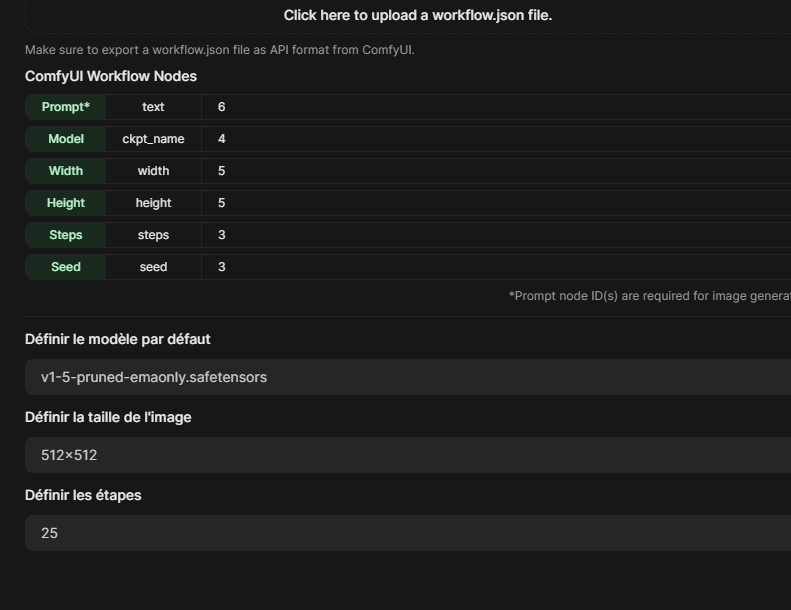 Click here to upload a workflow.json file.
Make sure to export a workflow.json file as API format from ComfyUI.
ComfyUI Workflow Nodes
Prompt* text 6
Model ckpt_name 4
Width width 5
Height height 5
Steps steps 3
Seed seed 3
*Prompt node ID(s) are required for image generat
Définir le modèle par défaut
v1-5-pruned-emaonly.safetensors
Définir la taille de l'image
512x512
Définir les étapes
25